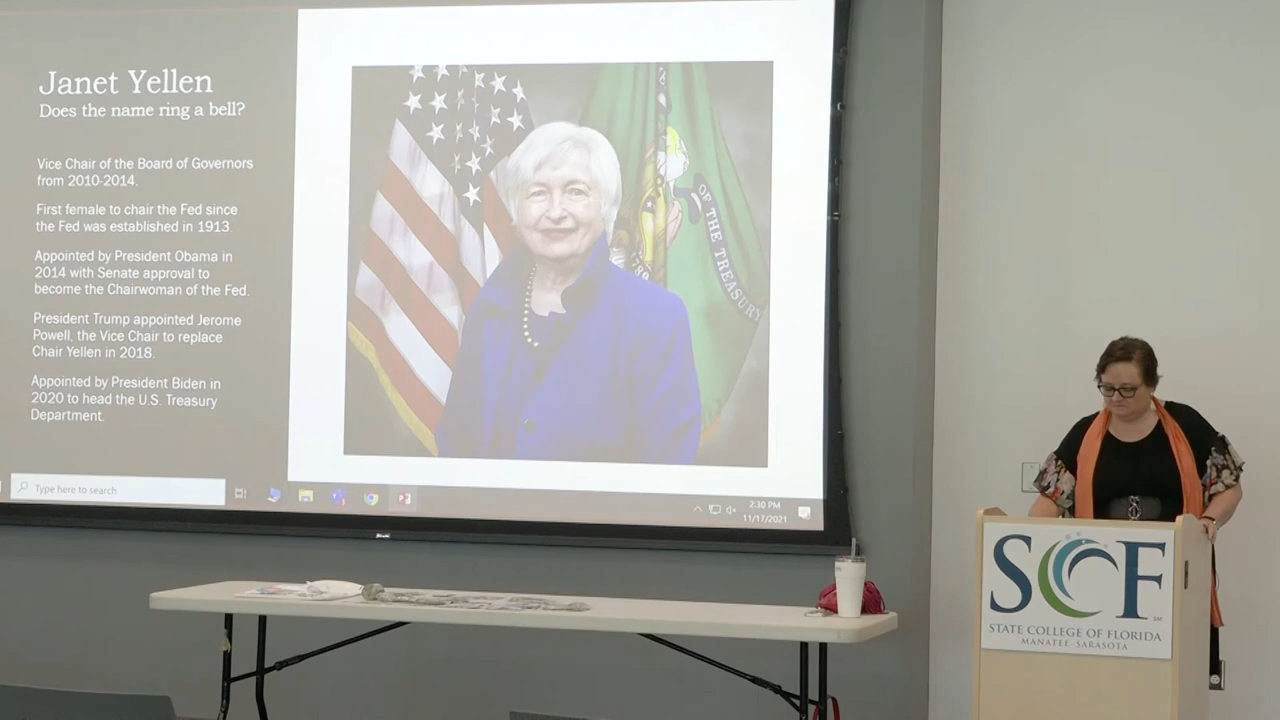 Janet Yellen
Does the name ring a bell?
Vice Chair of the Board of Governors
from 2010-2014.
First female to chair the Fed since
the Fed was established in 1913.
Appointed by President Obama in
2014 with Senate approval to
become the Chairwoman of the Fed.
President Trump appointed Jerome
Powell, the Vice Chair to replace
Chair Yellen in 2018.
Appointed by President Biden in
2020 to head the U.S. Treasury
Department.
OF THE TREASURY
1789
Type here to search
2:30 PM
11/17/2021
SCF
SM
STATE COLLEGE OF FLORIDA
MANATEE-SARASOTA